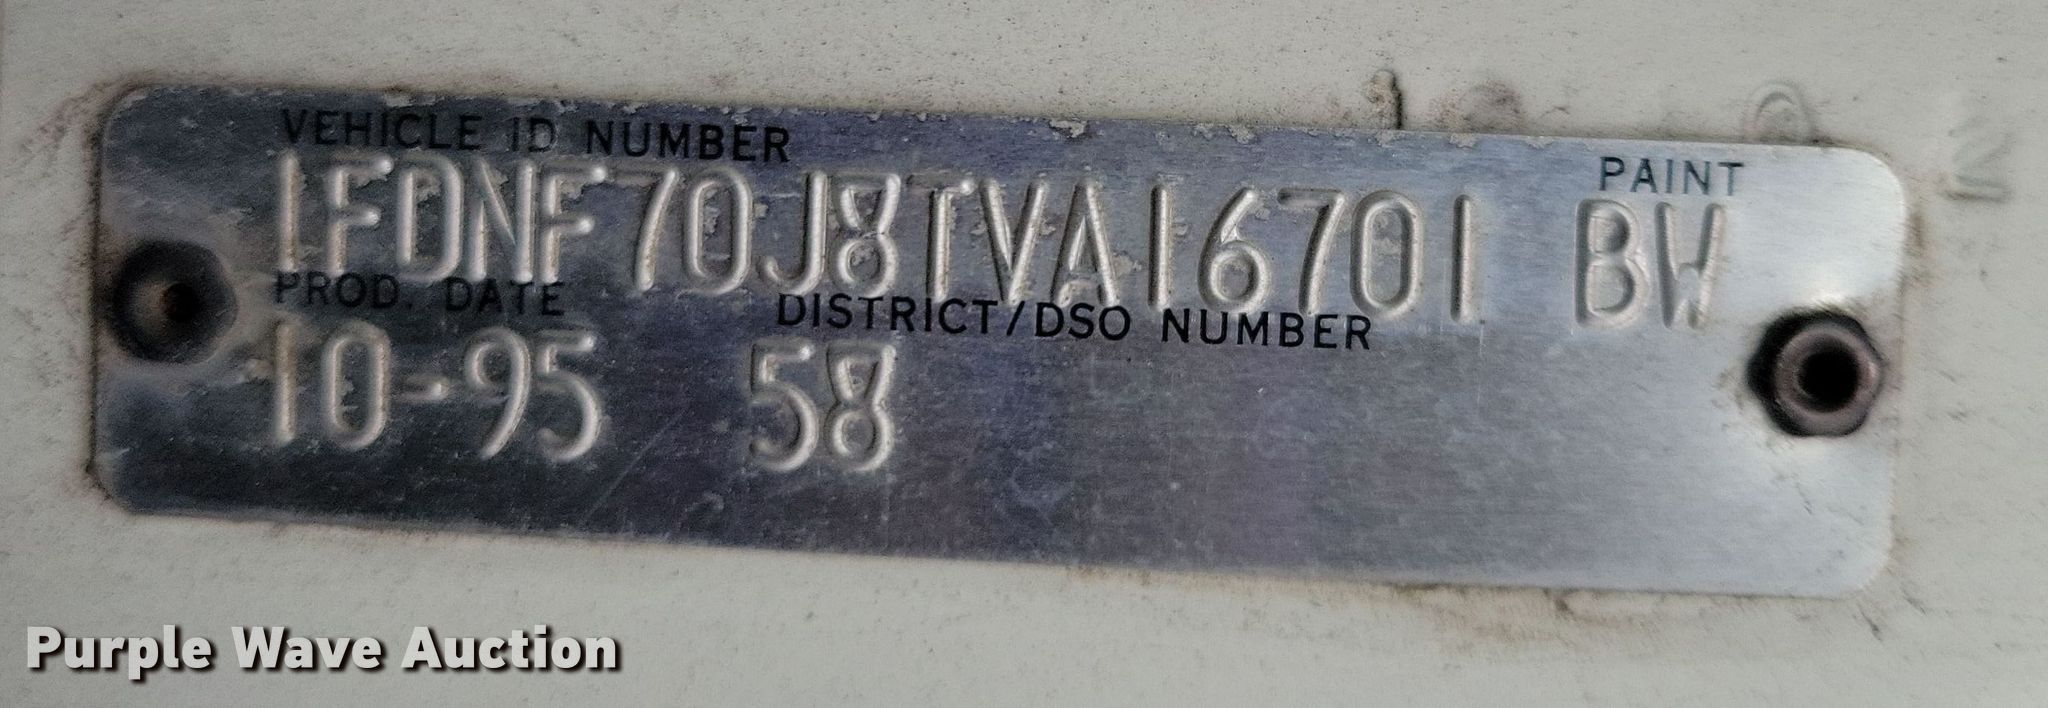 VEHICLE ID NUMBER PAINT
1FDNF70J8TVA16701 BW
PROD. DATE DISTRICT/DSO NUMBER
10-95 58
Purple Wave Auction